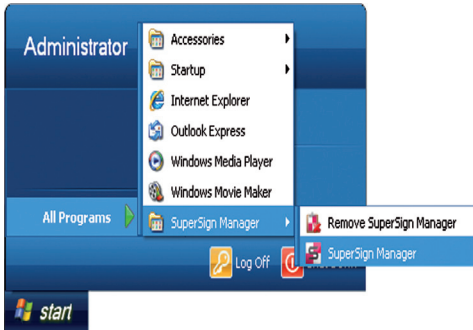 Administrator
Accessories
Startup
Internet Explorer
Outlook Express
Windows Media Player
Windows Movie Maker
All Programs
SuperSign Manager
Remove SuperSign Manager
SuperSign Manager
Log Off
start